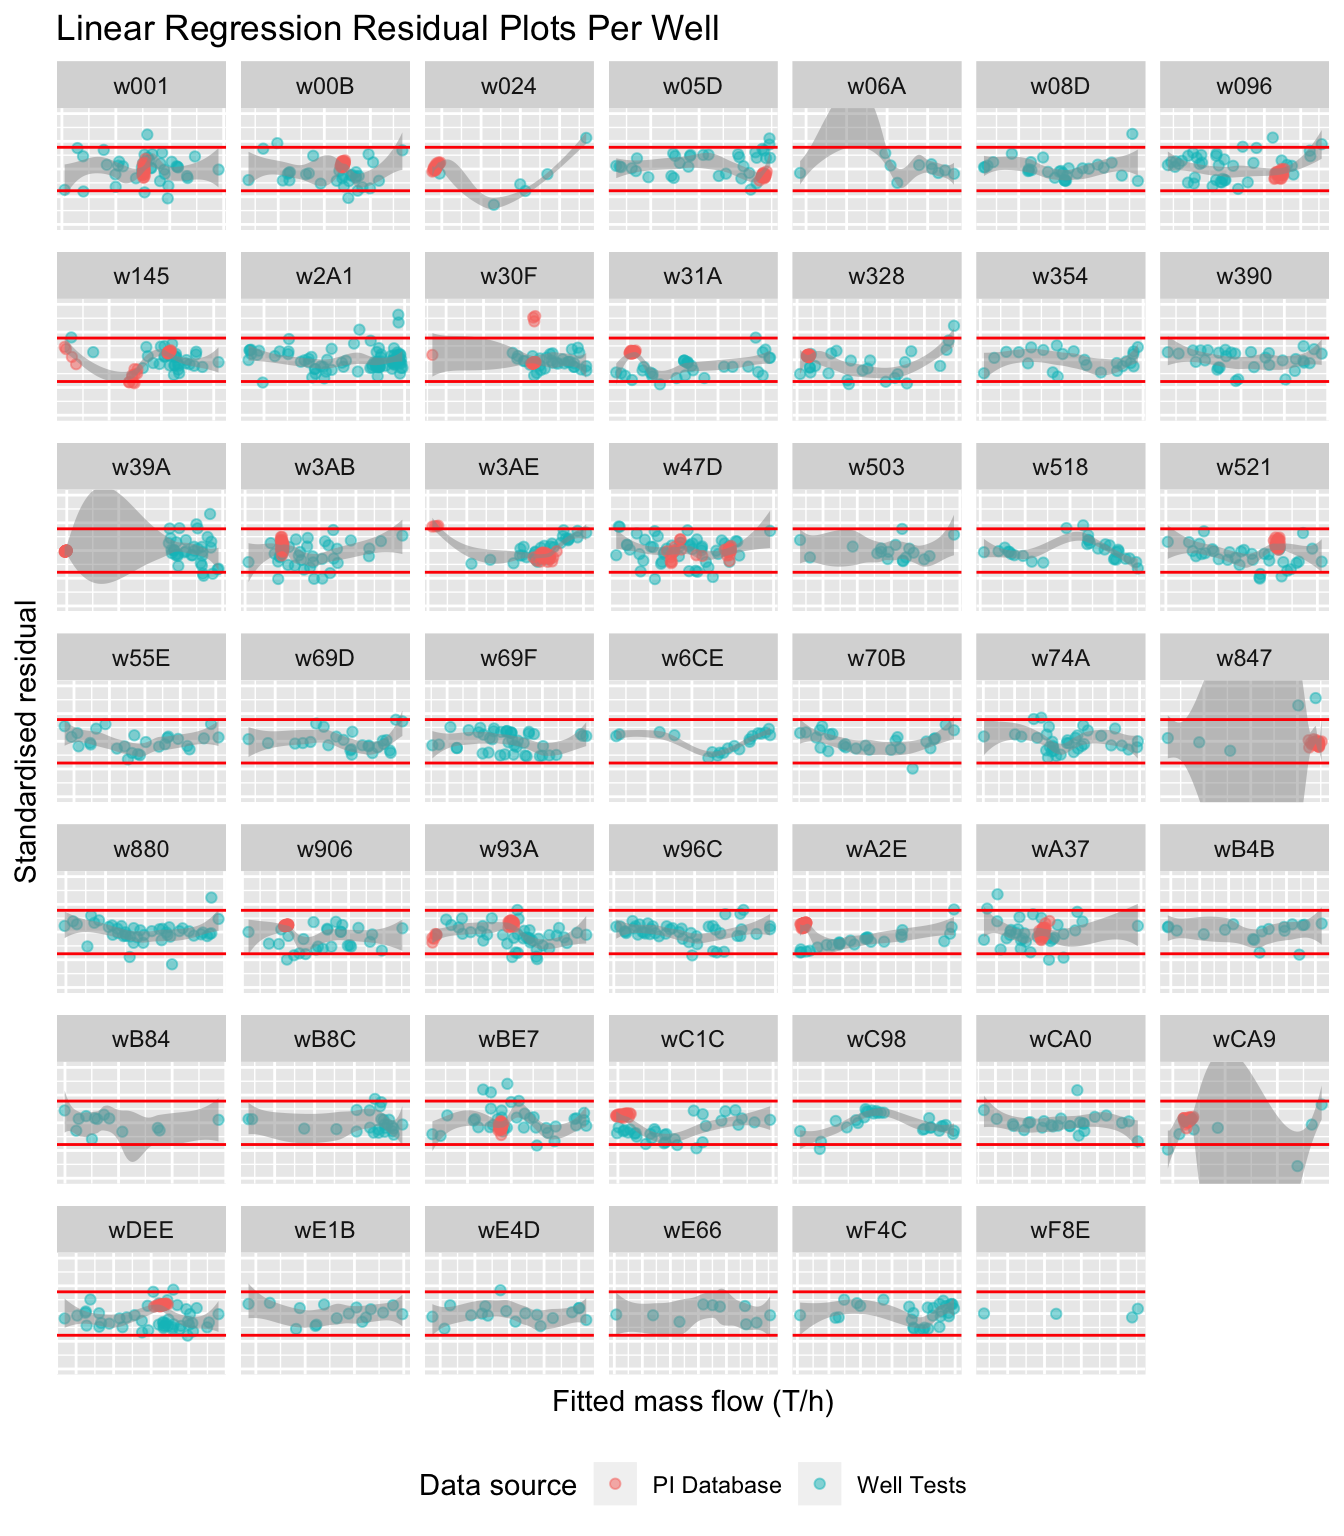 Linear Regression Residual Plots Per Well
w001 w00B w024 w05D w06A w08D w096
w145 w2A1 w30F w31A w328 w354 w390
w39A w3AB w3AE w47D w503 w518 w521
w55E w69D w69F w6CE w70B w74A w847
w880 w906 w93A w96C wA2E wA37 wB4B
wB84 wB8C wBE7 wC1C wC98 wCA0 wCA9
wDEE wE1B wE4D wE66 wF4C wF8E
Standardised residual
Fitted mass flow (T/h)
Data source PI Database Well Tests